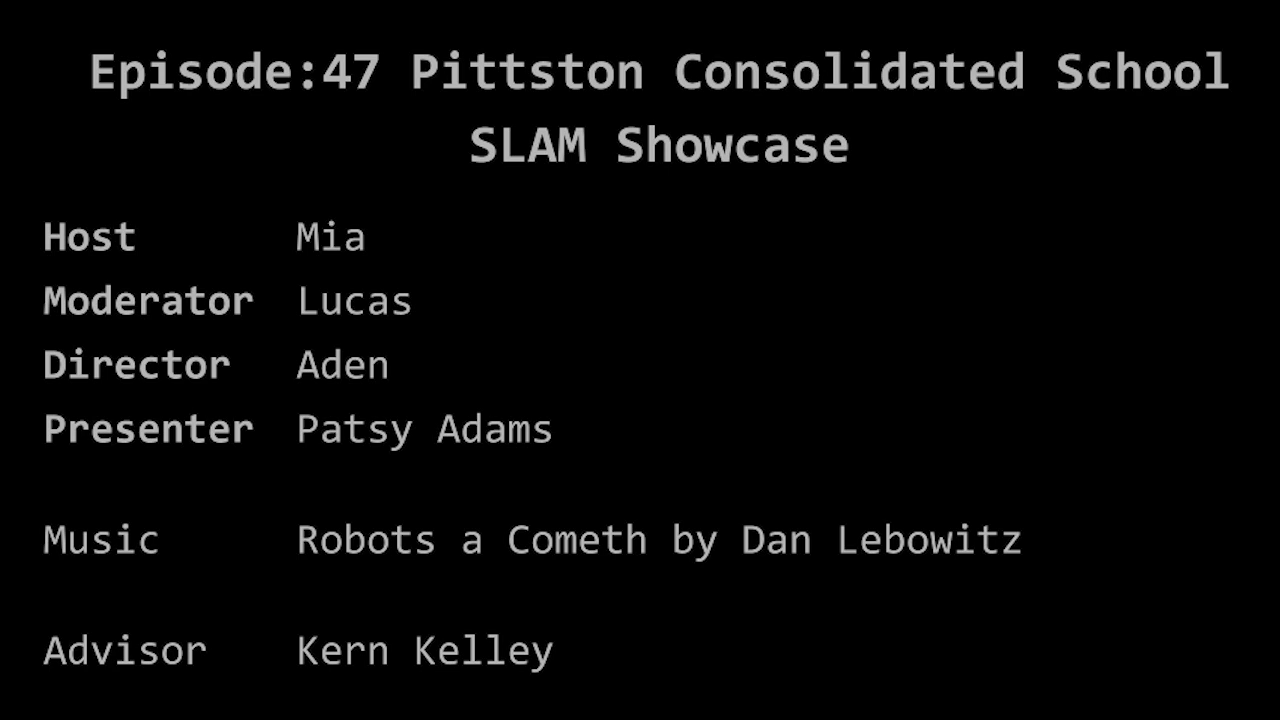 Episode:47 Pittston Consolidated School
SLAM Showcase
Host Mia
Moderator Lucas
Director Aden
Presenter Patsy Adams
Music Robots a Cometh by Dan Lebowitz
Advisor Kern Kelley